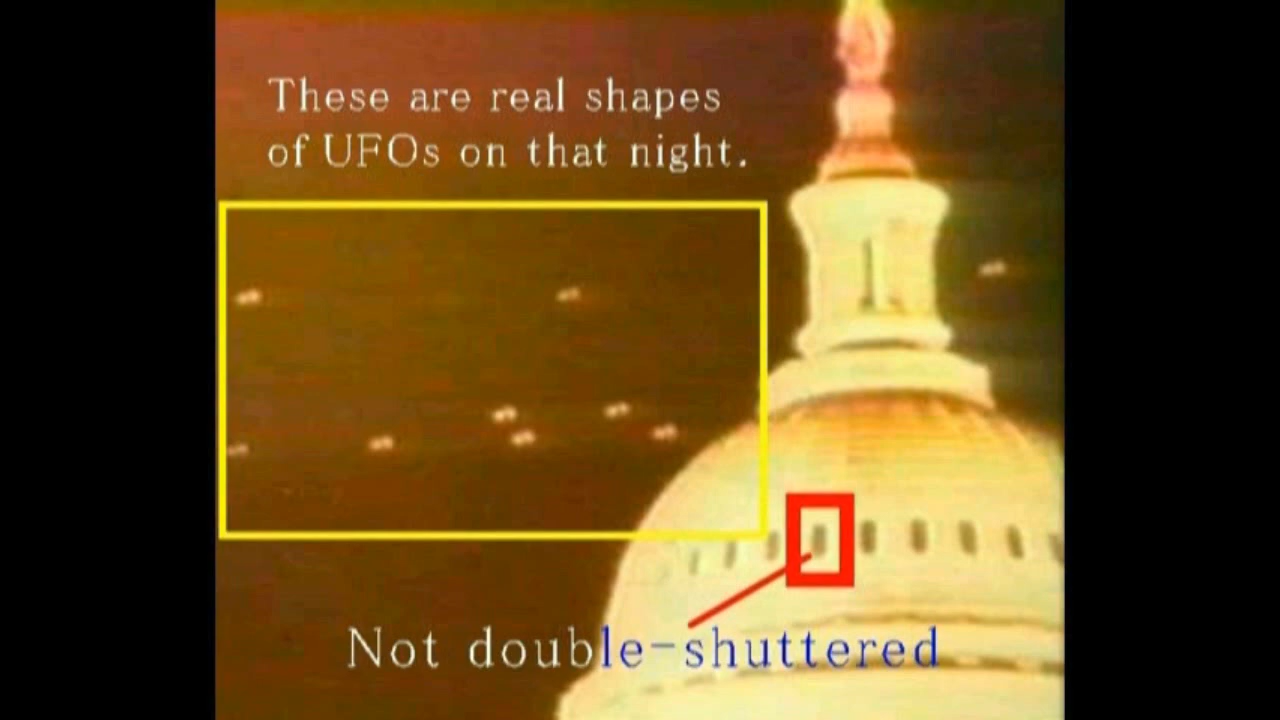 These are real shapes
of UFOs on that night.
Not double-shuttered